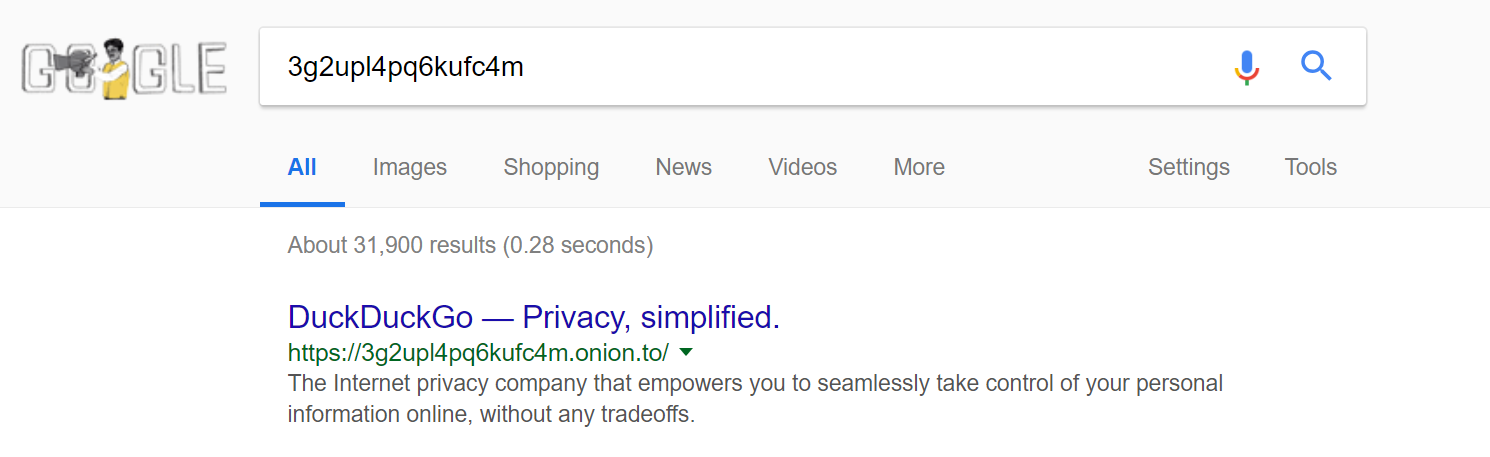 GOOGLE
3g2upl4pq6kufc4m
All Images Shopping News Videos More Settings Tools
About 31,900 results (0.28 seconds)
DuckDuckGo — Privacy, simplified.
https://3g2upl4pq6kufc4m.onion.to/
The Internet privacy company that empowers you to seamlessly take control of your personal
information online, without any tradeoffs.